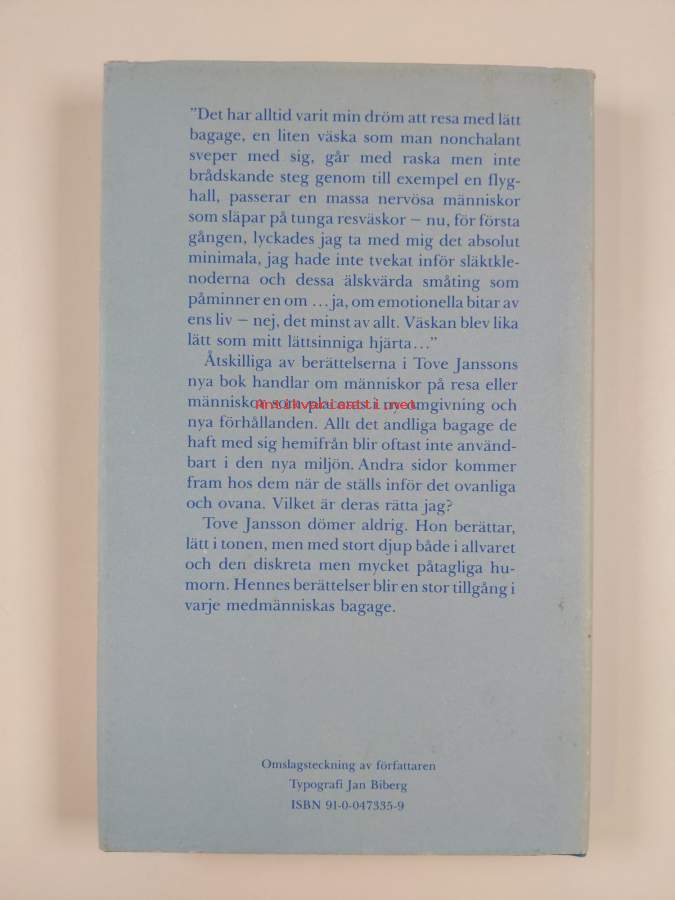 ”Det har alltid varit min dröm att resa med lätt
bagage, en liten väska som man nonchalant
sveper med sig, går med raska men inte
brådskande steg genom till exempel en flyg-
hall, passerar en massa nervösa människor
som släpar på tunga resväskor – nu, för första
gången, lyckades jag ta med mig det absolut
minimala, jag hade inte tvekat inför släktkle-
noderna och dessa älskvärda småting som
påminner en om ... ja, om emotionella bitar av
ens liv – nej, det minst av allt. Väskan blev lika
lätt som mitt lättsinniga hjärta...”
Åtskilliga av berättelserna i Tove Janssons
nya bok handlar om människor på resa eller
människor som placerats i ny omgivning och
Antikvariaatti.net
nya förhållanden. Allt det andliga bagage de
haft med sig hemifrån blir oftast inte använd-
bart i den nya miljön. Andra sidor kommer
fram hos dem när de ställs inför det ovanliga
och ovana. Vilket är deras rätta jag?
Tove Jansson dömer aldrig. Hon berättar,
lätt i tonen, men med stort djup både i allvaret
och den diskreta men mycket påtagliga hu-
morn. Hennes berättelser blir en stor tillgång i
varje medmänniskas bagage.
Omslagsteckning av författaren
Typografi Jan Biberg
ISBN 91-0-047335-9